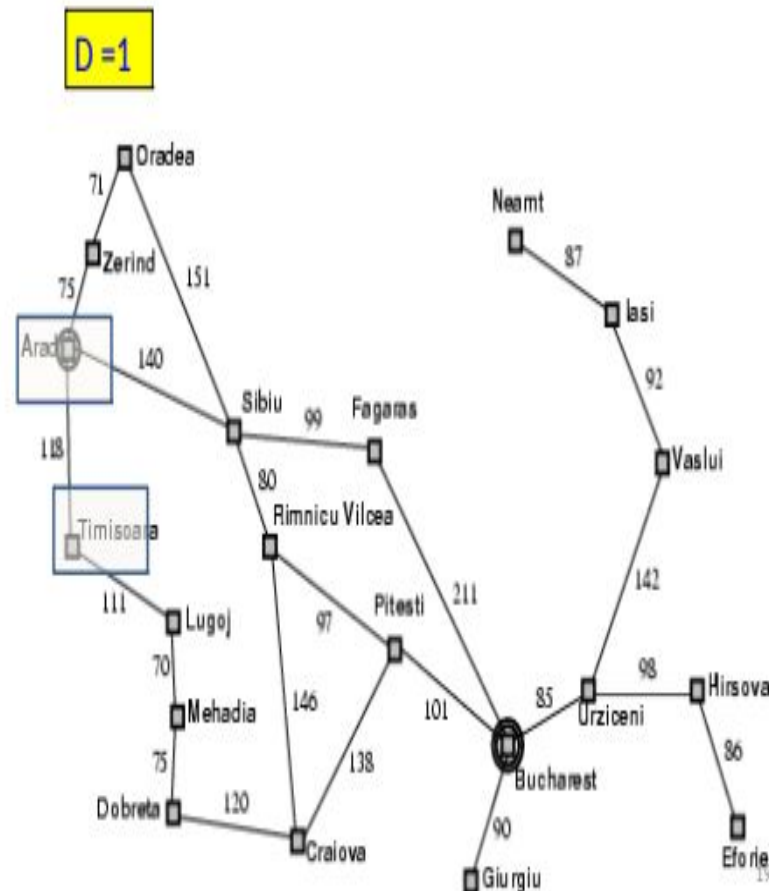 D =1
Oradea
71
Neamt
Zerind
87
75
151
Iasi
Arad
140
92
Sibiu
Fagaras
99
118
Vaslui
80
Timisoara
Rimnicu Vilcea
142
111
Lugoj
97
Pitesti
211
70
98
Hirsova
146
101
85
Urziceni
Mehadia
86
75
138
Bucharest
Dobreta
120
90
Craiova
Eforie
Giurgiu